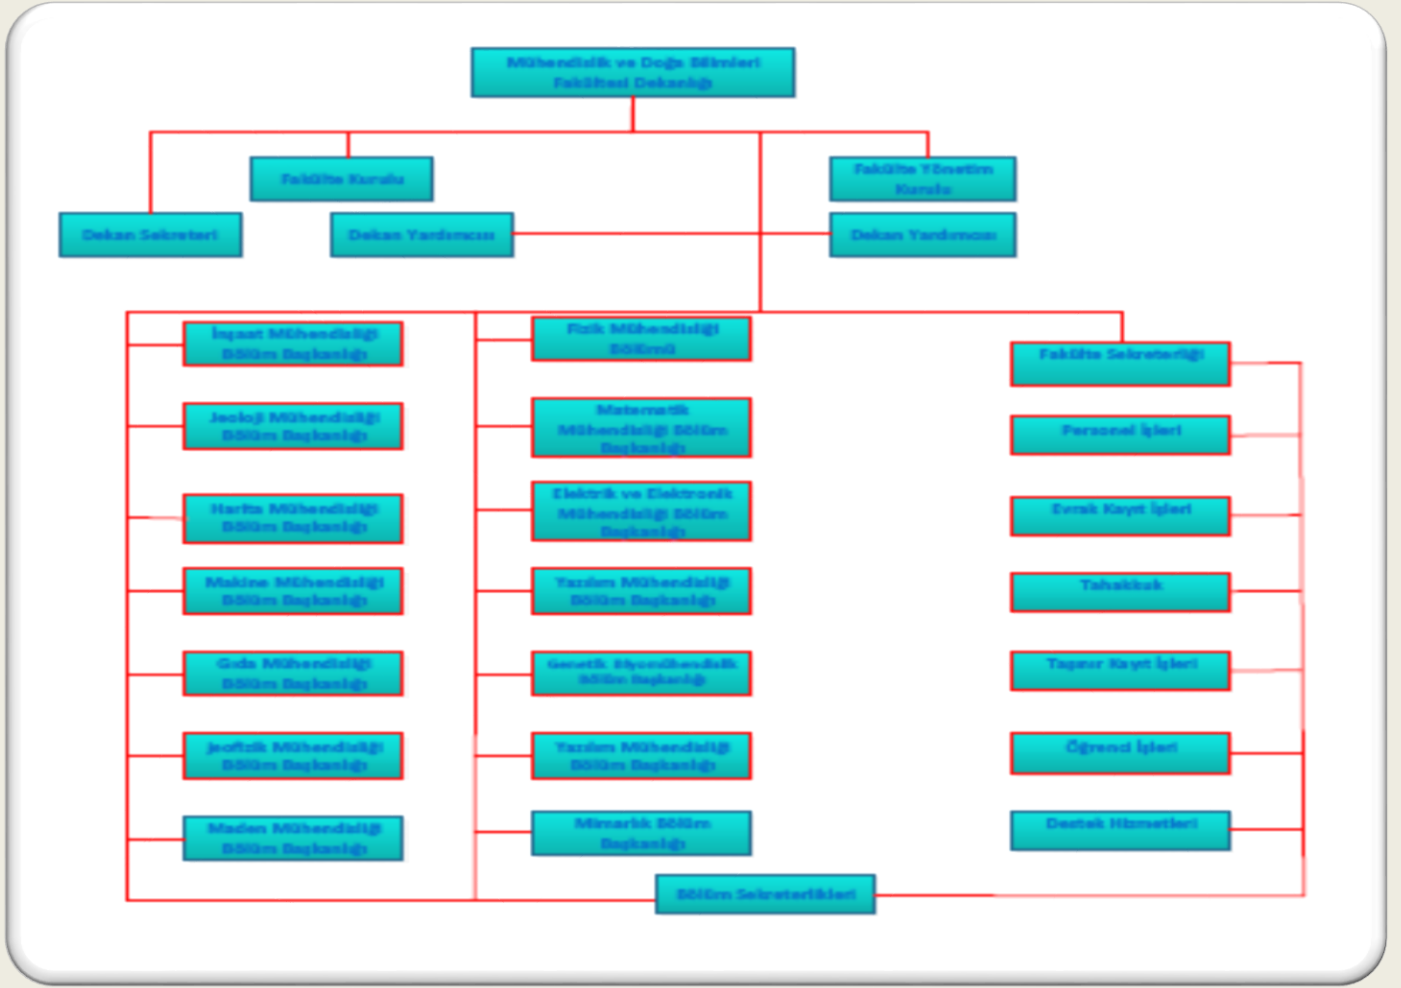 Mühendislik ve Doğa Bilimleri
Fakültesi Dekanlığı
Fakülte Kurulu
Fakülte Yönetim
Kurulu
Dekan Sekreteri
Dekan Yardımcısı
Dekan Yardımcısı
İnşaat Mühendisliği
Bölüm Başkanlığı
Jeoloji Mühendisliği
Bölüm Başkanlığı
Harita Mühendisliği
Bölüm Başkanlığı
Makine Mühendisliği
Bölüm Başkanlığı
Gıda Mühendisliği
Bölüm Başkanlığı
Jeofizik Mühendisliği
Bölüm Başkanlığı
Maden Mühendisliği
Bölüm Başkanlığı
Fizik Mühendisliği
Bölümü
Matematik
Mühendisliği Bölüm
Başkanlığı
Elektrik ve Elektronik
Mühendisliği Bölüm
Başkanlığı
Yazılım Mühendisliği
Bölüm Başkanlığı
Genetik Biyomühendislik
Bölüm Başkanlığı
Yazılım Mühendisliği
Bölüm Başkanlığı
Mimarlık Bölüm
Başkanlığı
Fakülte Sekreterliği
Personel İşleri
Evrak Kayıt İşleri
Tahakkuk
Taşınır Kayıt İşleri
Öğrenci İşleri
Destek Hizmetleri
Bölüm Sekreterlikleri